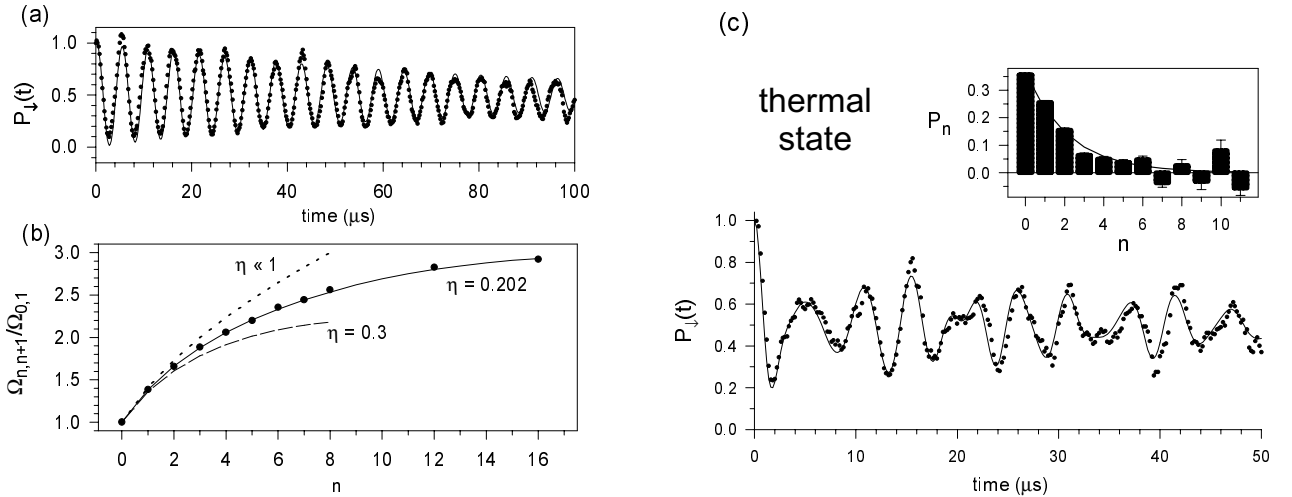 (a)
P↓(t)
1.0
0.5
0.0
0 20 40 60 80 100
time (μs)
(b)
Ω_{n,n+1}/Ω_{0,1}
3.0
2.5
2.0
1.5
1.0
η « 1
η = 0.202
η = 0.3
0 2 4 6 8 10 12 14 16
n
(c)
thermal
state
P_n
0.3
0.2
0.1
0.0
0 2 4 6 8 10
n
P↓(t)
1.0
0.8
0.6
0.4
0.2
0.0
0 10 20 30 40 50
time (μs)